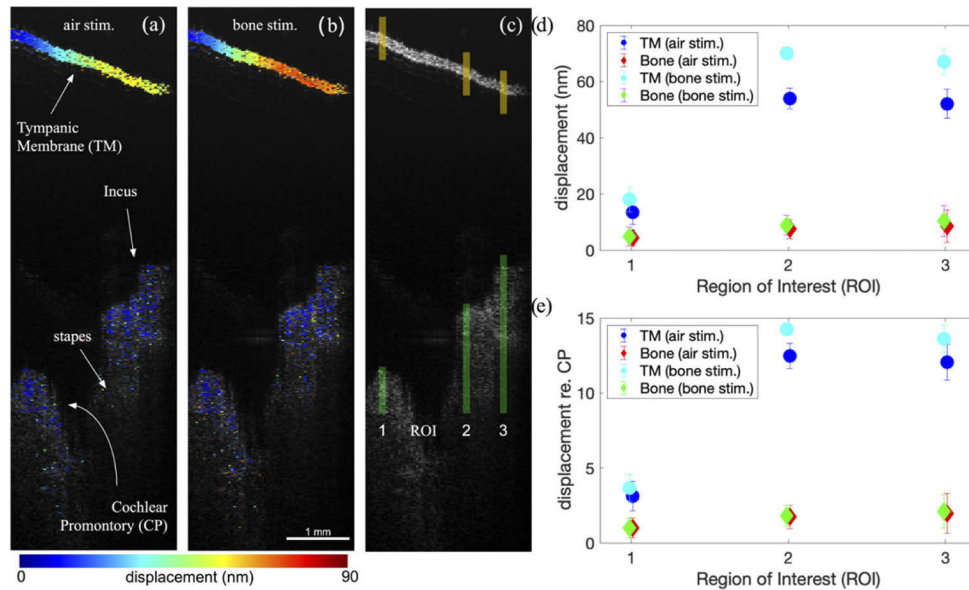 air stim.
(a)
Tympanic
Membrane (TM)
Incus
stapes
Cochlear
Promontory (CP)
bone stim.
(b)
1 mm
0
90
displacement (nm)
(c)
1
ROI
2
3
(d)
80
60
40
20
0
displacement (nm)
TM (air stim.)
Bone (air stim.)
TM (bone stim.)
Bone (bone stim.)
1
2
3
Region of Interest (ROI)
(e)
15
10
5
0
displacement re. CP
TM (air stim.)
Bone (air stim.)
TM (bone stim.)
Bone (bone stim.)
1
2
3
Region of Interest (ROI)